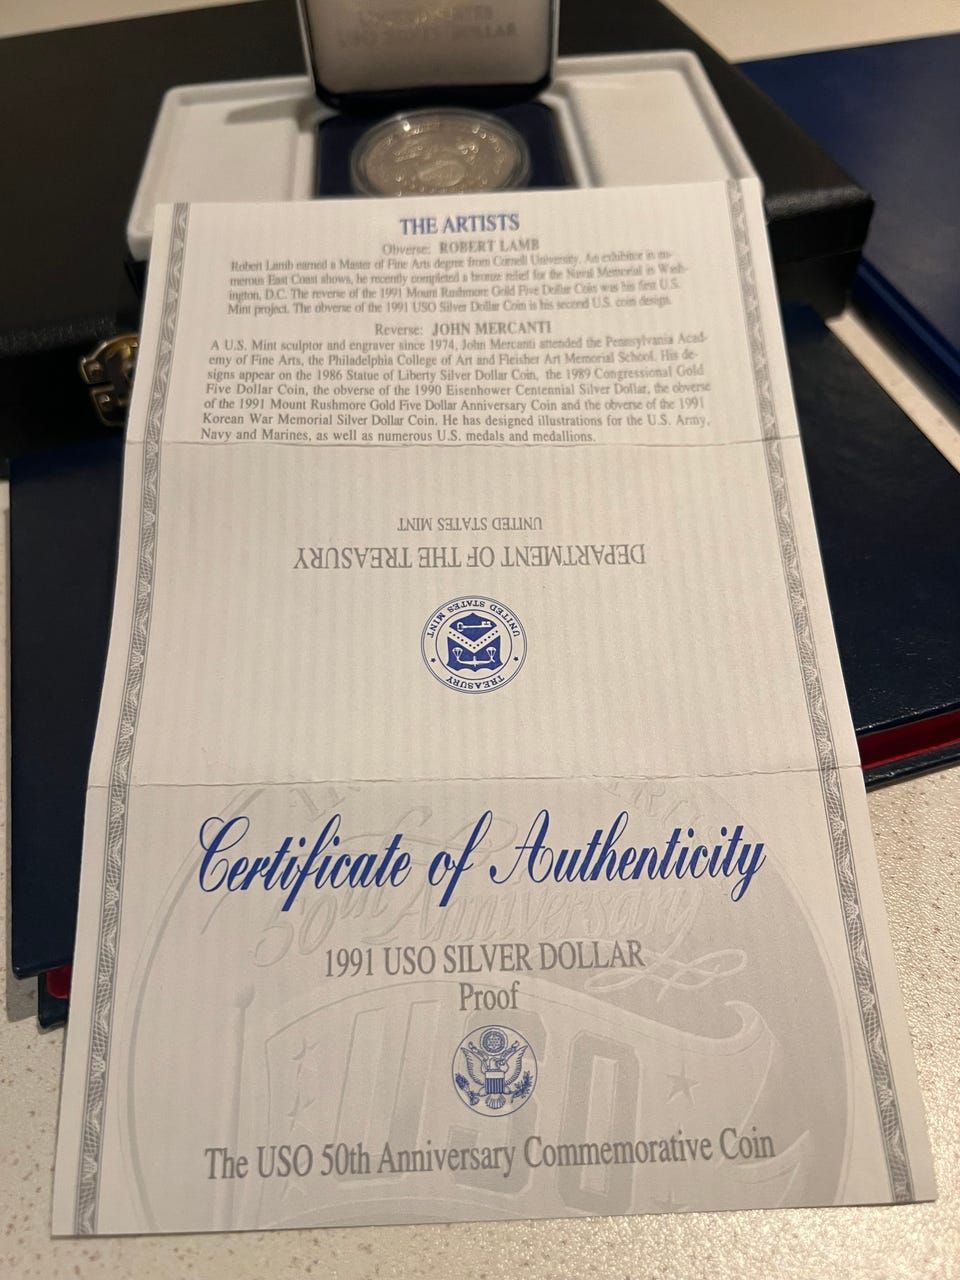 THE ARTISTS
Obverse: ROBERT LAMB
Robert Lamb earned a Master of Fine Arts degree from Cornell University. An exhibitor in nu-
merous East Coast shows, he recently completed a bronze relief for the Naval Memorial in Wash-
ington, D.C. The reverse of the 1991 Mount Rushmore Gold Five Dollar Coin was his first U.S.
Mint project. The obverse of the 1991 USO Silver Dollar Coin is his second U.S. coin design.
Reverse: JOHN MERCANTI
A U.S. Mint sculptor and engraver since 1974, John Mercanti attended the Pennsylvania Acad-
emy of Fine Arts, the Philadelphia College of Art and Fleisher Art Memorial School. His de-
signs appear on the 1986 Statue of Liberty Silver Dollar Coin, the 1989 Congressional Gold
Five Dollar Coin, the obverse of the 1990 Eisenhower Centennial Silver Dollar, the obverse
of the 1991 Mount Rushmore Gold Five Dollar Anniversary Coin and the obverse of the 1991
Korean War Memorial Silver Dollar Coin. He has designed illustrations for the U.S. Army,
Navy and Marines, as well as numerous U.S. medals and medallions.
UNITED STATES MINT
DEPARTMENT OF THE TREASURY
UNITED STATES MINT
TREASURY
Certificate of Authenticity
50th Anniversary
1991 USO SILVER DOLLAR
Proof
USO
The USO 50th Anniversary Commemorative Coin